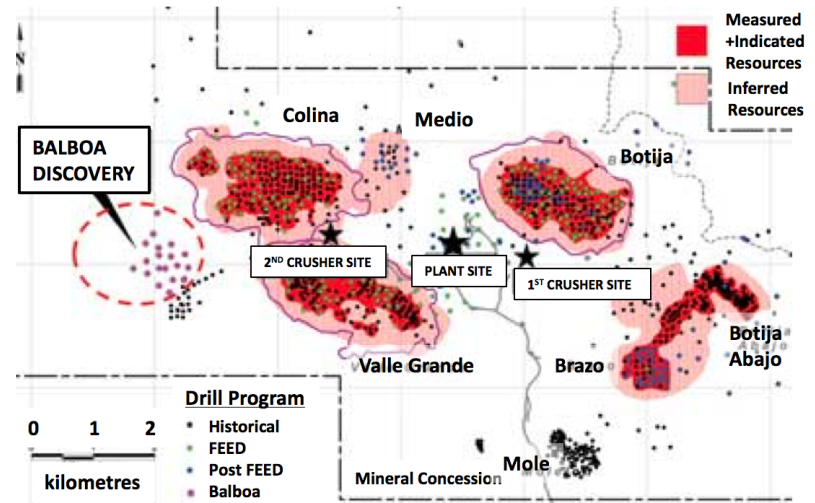 Measured
+Indicated
Resources
Inferred
Resources
N
Colina
Medio
BALBOA
DISCOVERY
Botija
2ND CRUSHER SITE
PLANT SITE
1ST CRUSHER SITE
Valle Grande
Brazo
Botija
Abajo
Drill Program
Historical
FEED
Post FEED
Balboa
0 1 2
kilometres
Mineral Concession
Mole